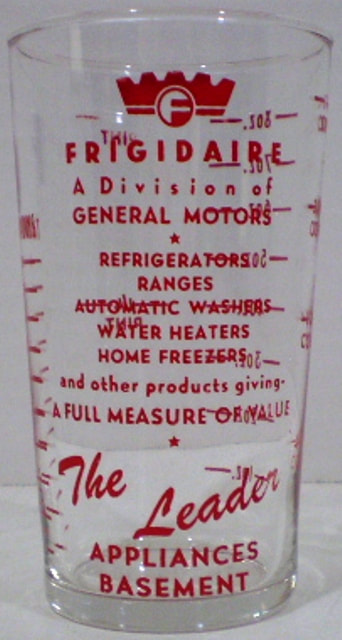 F
FRIGIDAIRE
A Division of
GENERAL MOTORS
★
REFRIGERATORS
RANGES
AUTOMATIC WASHERS
WATER HEATERS
HOME FREEZERS
and other products giving-
A FULL MEASURE OF VALUE
★
The
Leader
APPLIANCES
BASEMENT